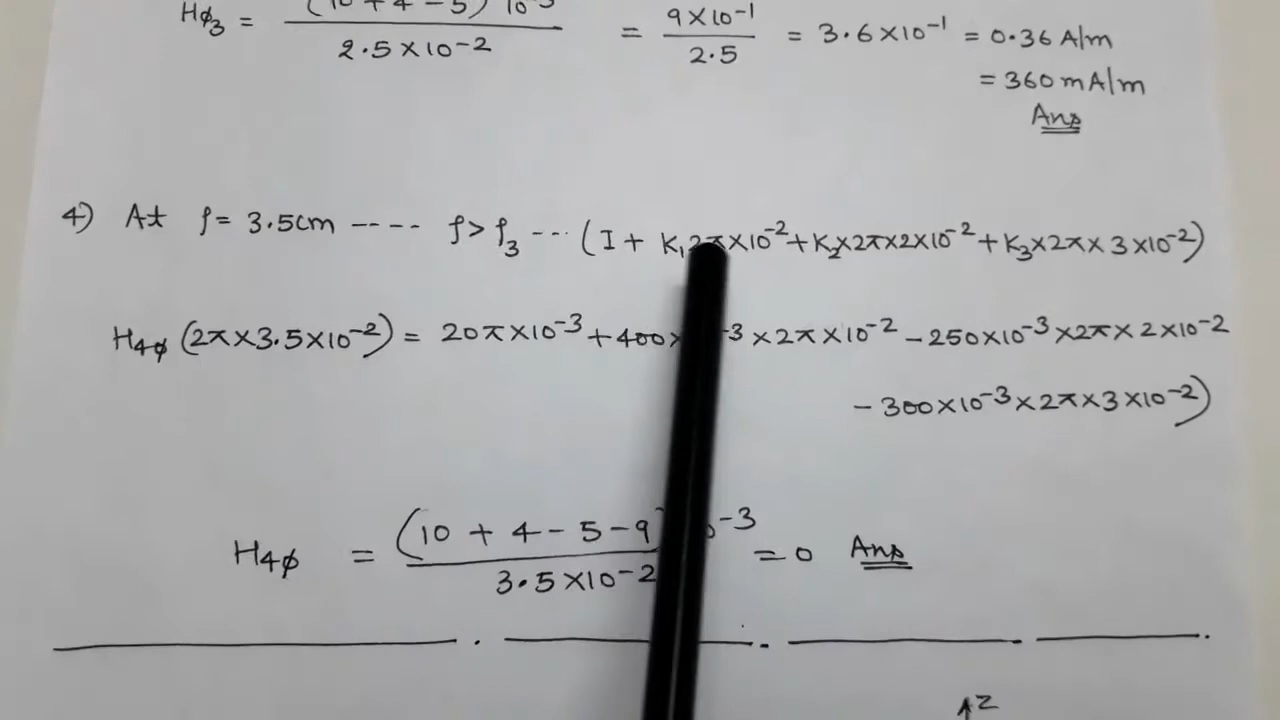 Hϕ3 = (10 + 4 - 5) 10-3 / 2.5×10-2 = 9×10-1 / 2.5 = 3.6×10-1 = 0.36 A/m
= 360 mA/m
Ans
4) At ρ = 3.5cm ---- ρ > ρ3 --- (I + K1 2π×10-2 + K2×2π×2×10-2 + K3×2π×3×10-2)
H4ϕ (2π×3.5×10-2) = 20π×10-3 + 400× -3 ×2π×10-2 - 250×10-3×2π×2×10-2
- 300×10-3×2π×3×10-2)
H4ϕ = (10 + 4 - 5 - 9 -3 / 3.5×10-2 = 0 Ans
↑z